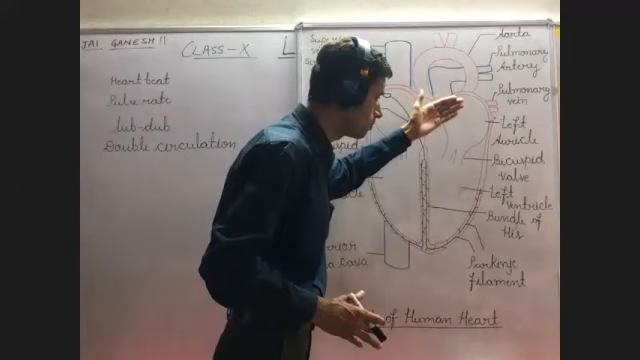 JAI GANESH !!
CLASS-X
L
Heart beat
Pulse rate
lub-dub
Double circulation
Aorta
Pulmonary
Artery
Pulmonary
vein
Left
Auricle
Bicuspid
Valve
Left
Ventricle
Bundle of
His
Purkinje
filament
Cava
of Human Heart